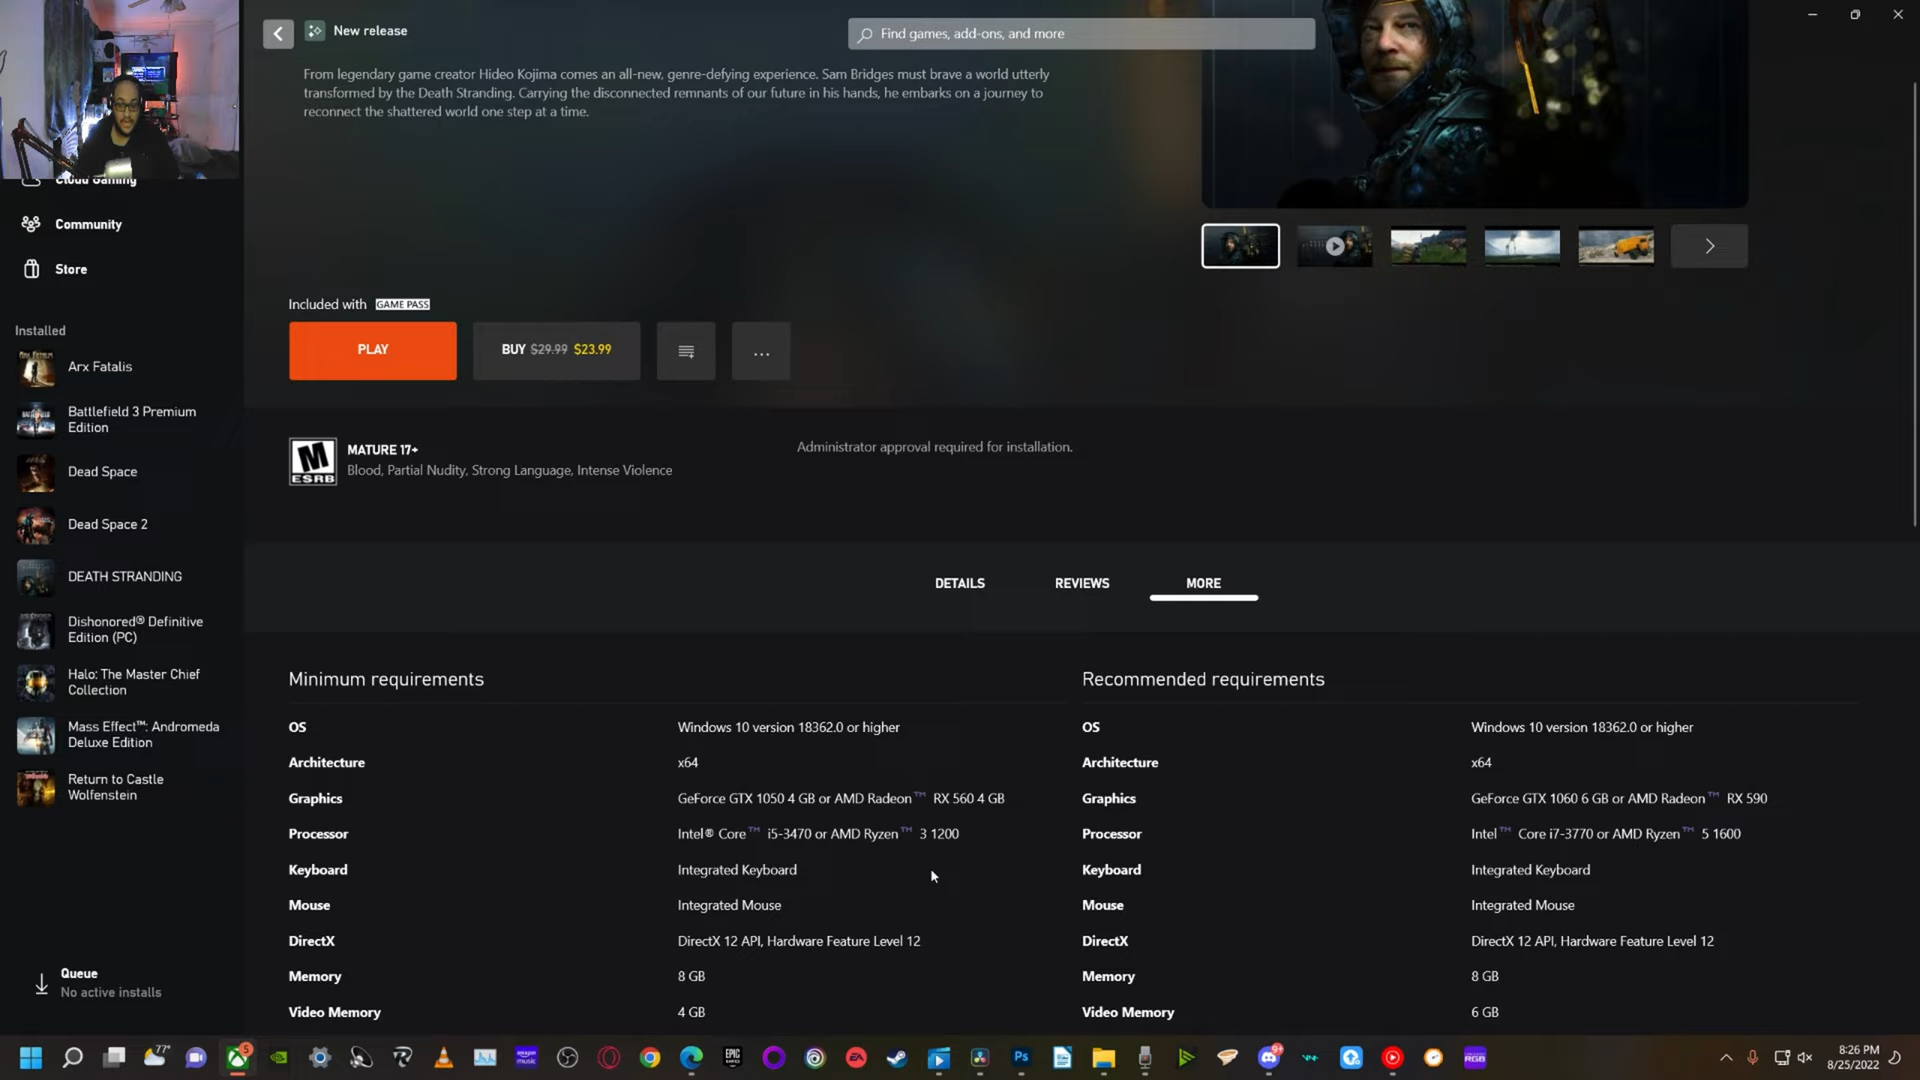 New release
Find games, add-ons, and more
From legendary game creator Hideo Kojima comes an all-new, genre-defying experience. Sam Bridges must brave a world utterly
transformed by the Death Stranding. Carrying the disconnected remnants of our future in his hands, he embarks on a journey to
reconnect the shattered world one step at a time.
Cloud Gaming
Community
Store
Included with GAME PASS
PLAY
BUY $29.99 $23.99
...
Installed
Arx Fatalis
Battlefield 3 Premium
Edition
Dead Space
Dead Space 2
DEATH STRANDING
Dishonored® Definitive
Edition (PC)
Halo: The Master Chief
Collection
Mass Effect™: Andromeda
Deluxe Edition
Return to Castle
Wolfenstein
Queue
No active installs
M
ESRB
MATURE 17+
Blood, Partial Nudity, Strong Language, Intense Violence
Administrator approval required for installation.
DETAILS
REVIEWS
MORE
Minimum requirements
OS Windows 10 version 18362.0 or higher
Architecture x64
Graphics GeForce GTX 1050 4 GB or AMD Radeon™ RX 560 4 GB
Processor Intel® Core™ i5-3470 or AMD Ryzen™ 3 1200
Keyboard Integrated Keyboard
Mouse Integrated Mouse
DirectX DirectX 12 API, Hardware Feature Level 12
Memory 8 GB
Video Memory 4 GB
Recommended requirements
OS Windows 10 version 18362.0 or higher
Architecture x64
Graphics GeForce GTX 1060 6 GB or AMD Radeon™ RX 590
Processor Intel™ Core i7-3770 or AMD Ryzen™ 5 1600
Keyboard Integrated Keyboard
Mouse Integrated Mouse
DirectX DirectX 12 API, Hardware Feature Level 12
Memory 8 GB
Video Memory 6 GB
77°
5
EPIC
EA
Ps
RGB
8:26 PM
8/25/2022